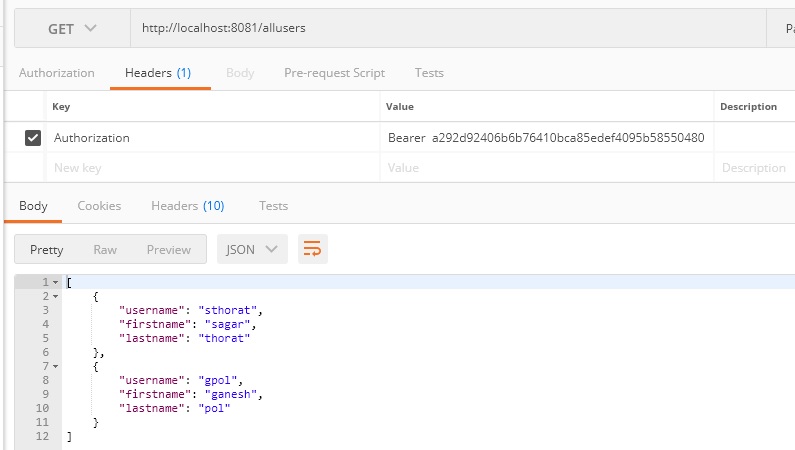 GET http://localhost:8081/allusers
Authorization Headers (1) Body Pre-request Script Tests
Key Value Description
Authorization Bearer a292d92406b6b76410bca85edef4095b58550480
New key Value Description
Body Cookies Headers (10) Tests
Pretty Raw Preview JSON
1 [
2 {
3 "username": "sthorat",
4 "firstname": "sagar",
5 "lastname": "thorat"
6 },
7 {
8 "username": "gpol",
9 "firstname": "ganesh",
10 "lastname": "pol"
11 }
12 ]